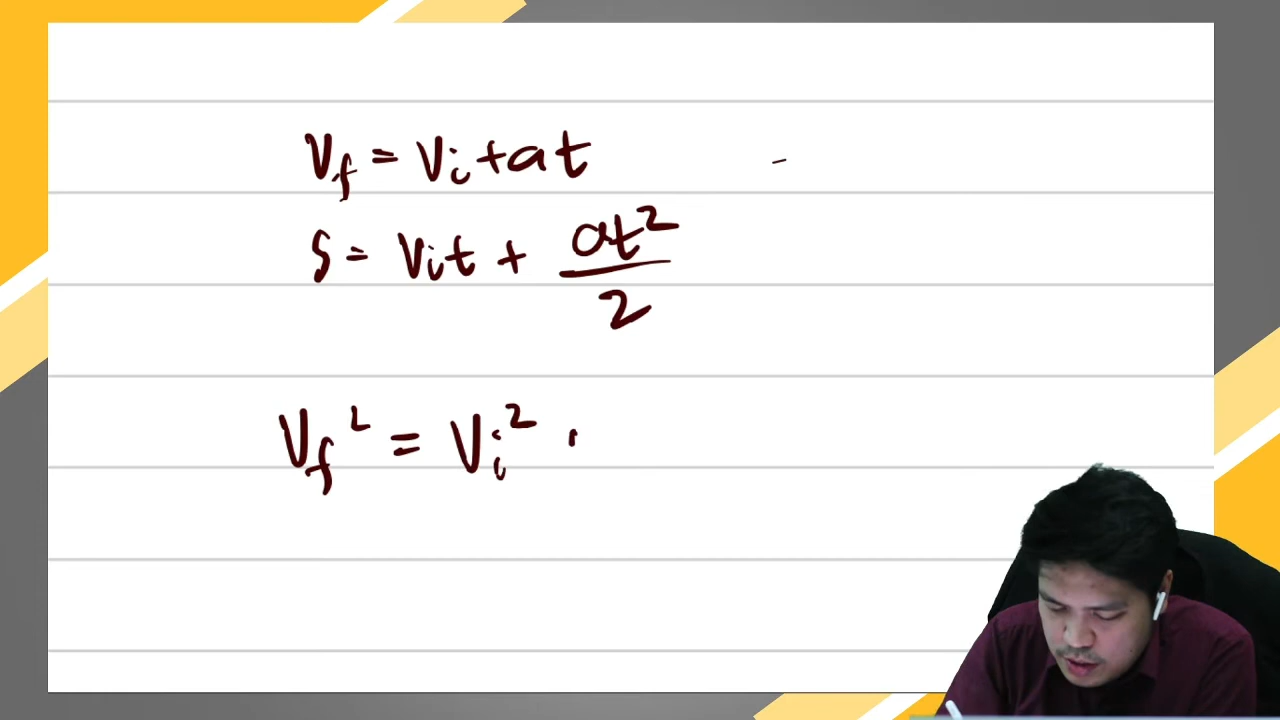 Vf = Vi + at
S = Vit + at²/2
Vf² = Vi²